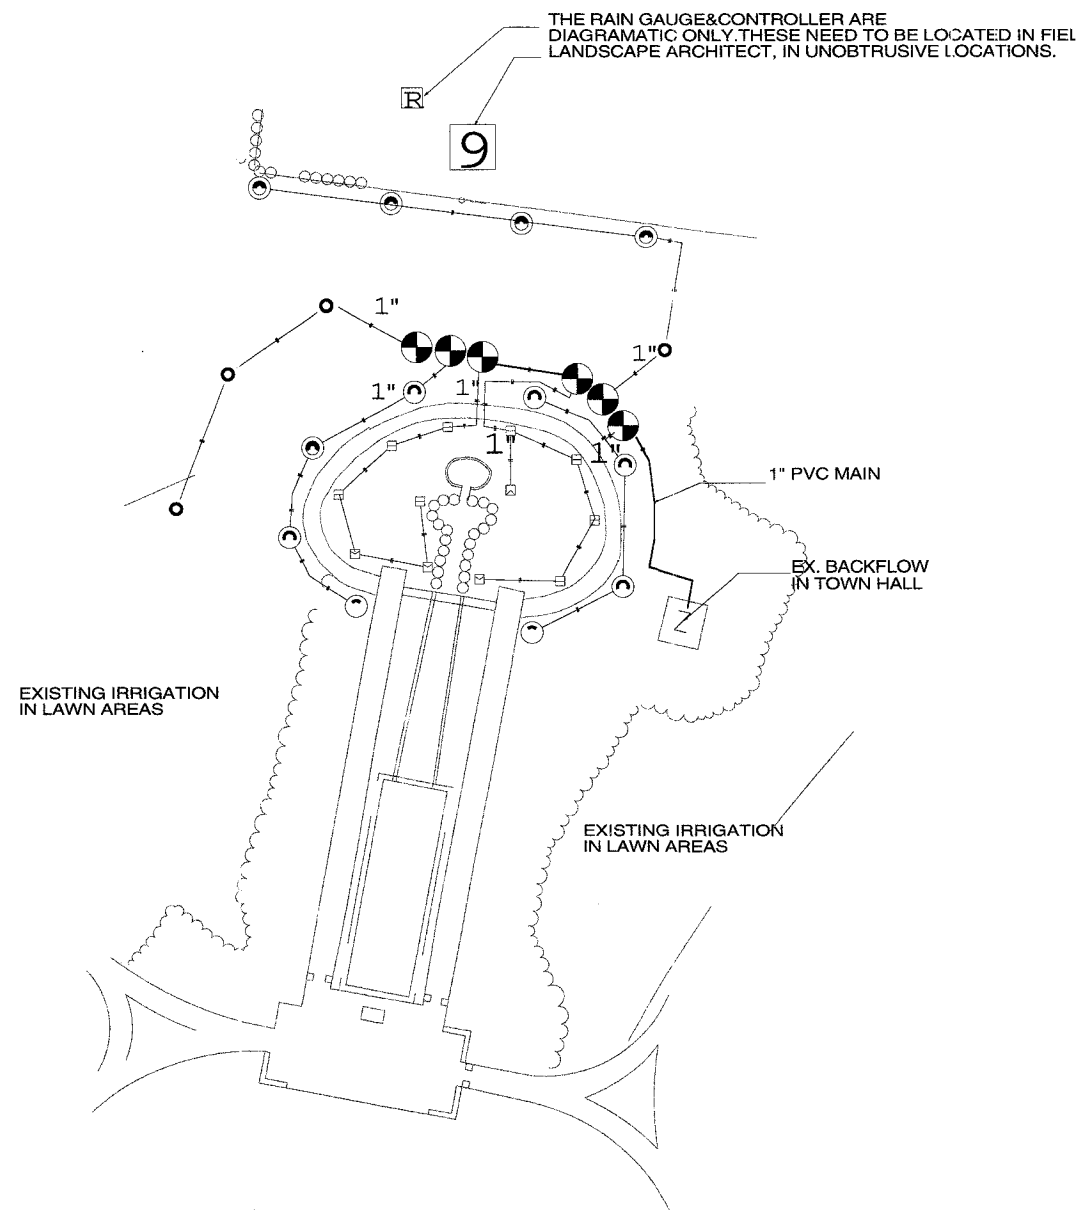 THE RAIN GAUGE&CONTROLLER ARE
DIAGRAMATIC ONLY.THESE NEED TO BE LOCATED IN
LANDSCAPE ARCHITECT, IN UNOBTRUSIVE LOCATIONS.
R
9
1"
1"
1"
1"
1"
1"
1" PVC MAIN
EX. BACKFLOW
IN TOWN HALL
Z
EXISTING IRRIGATION
IN LAWN AREAS
EXISTING IRRIGATION
IN LAWN AREAS